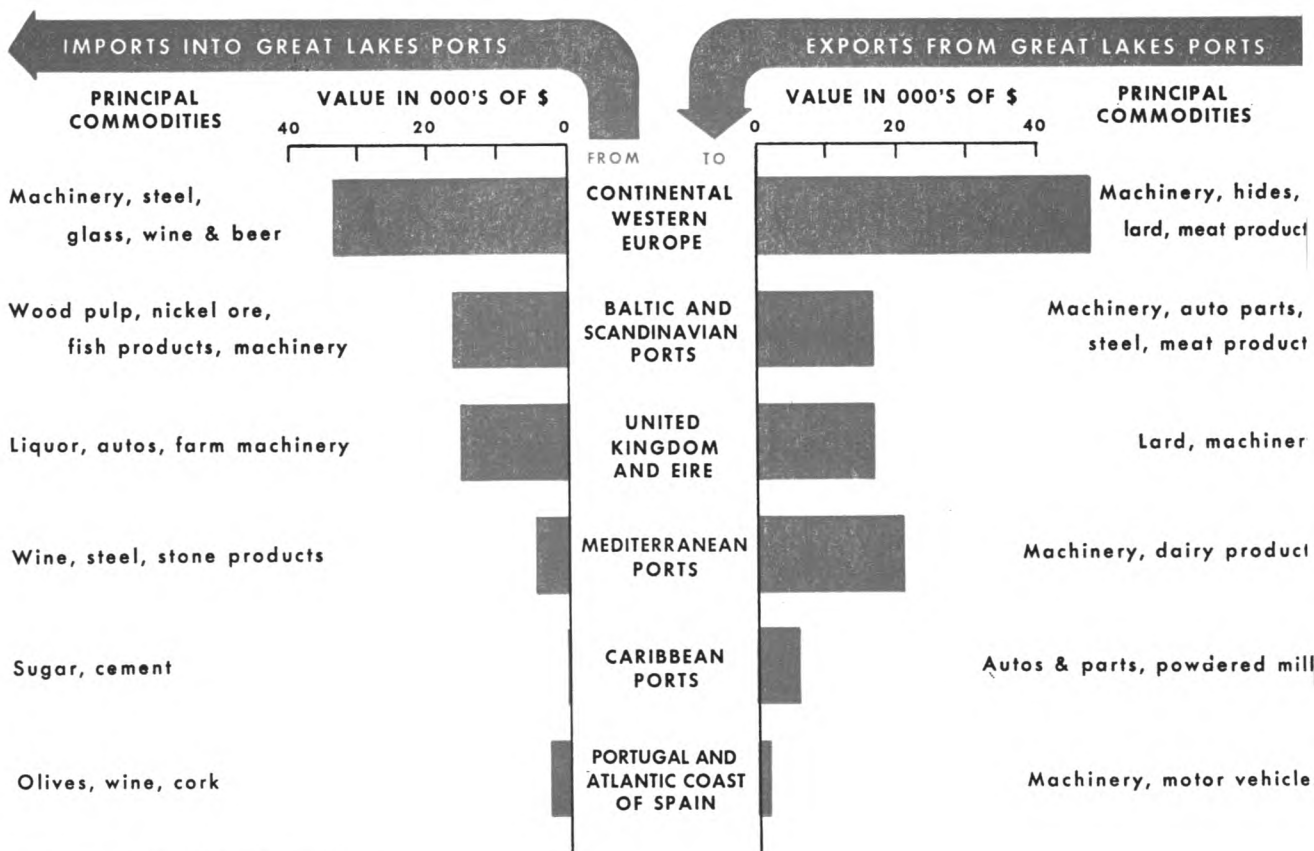 IMPORTS INTO GREAT LAKES PORTS
EXPORTS FROM GREAT LAKES PORTS
PRINCIPAL
COMMODITIES
VALUE IN 000'S OF $
VALUE IN 000'S OF $
PRINCIPAL
COMMODITIES
40 20 0
0 20 40
FROM TO
Machinery, steel,
glass, wine & beer
CONTINENTAL
WESTERN
EUROPE
Machinery, hides,
lard, meat product
Wood pulp, nickel ore,
fish products, machinery
BALTIC AND
SCANDINAVIAN
PORTS
Machinery, auto parts,
steel, meat product
Liquor, autos, farm machinery
UNITED
KINGDOM
AND EIRE
Lard, machiner
Wine, steel, stone products
MEDITERRANEAN
PORTS
Machinery, dairy product
Sugar, cement
CARIBBEAN
PORTS
Autos & parts, powdered mil
Olives, wine, cork
PORTUGAL AND
ATLANTIC COAST
OF SPAIN
Machinery, motor vehicle